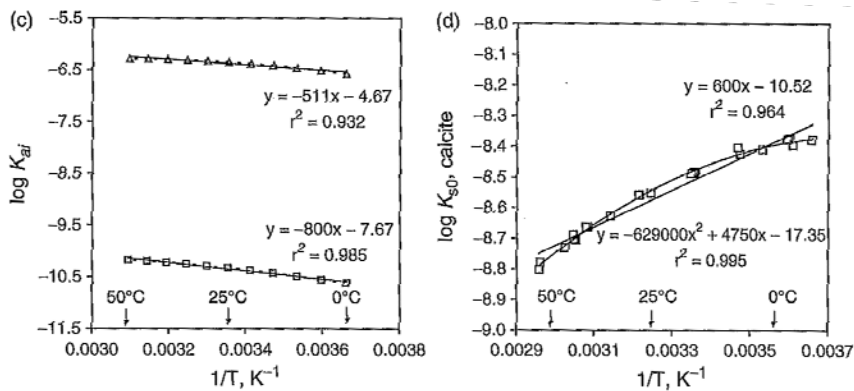 (c)
−5.5
−6.5
−7.5
−8.5
−9.5
−10.5
−11.5
log K_ai
y = −511x − 4.67
r² = 0.932
y = −800x − 7.67
r² = 0.985
50°C 25°C 0°C
0.0030 0.0032 0.0034 0.0036 0.0038
1/T, K⁻¹
(d)
−8.0
−8.1
−8.2
−8.3
−8.4
−8.5
−8.6
−8.7
−8.8
−8.9
−9.0
log K_s0, calcite
y = 600x − 10.52
r² = 0.964
y = −629000x² + 4750x − 17.35
r² = 0.995
50°C 25°C 0°C
0.0029 0.0031 0.0033 0.0035 0.0037
1/T, K⁻¹